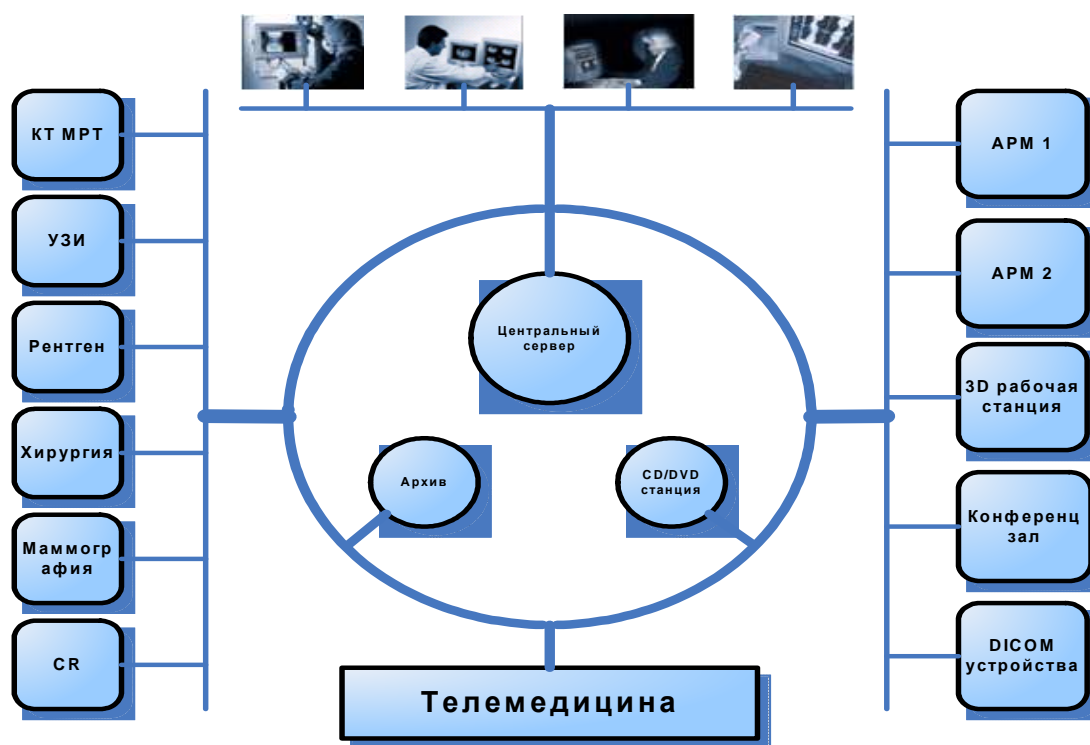 КТ МРТ
УЗИ
Рентген
Хирургия
Маммогр
афия
CR
Центральный
сервер
Архив
CD/DVD
станция
Телемедицина
АРМ 1
АРМ 2
3D рабочая
станция
Конференц
зал
DICOM
устройства